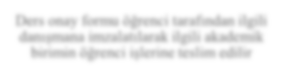 Ders onay formu öğrenci tarafından ilgili
danışmana imzalatılarak ilgili akademik
birimin öğrenci işlerine teslim edilir